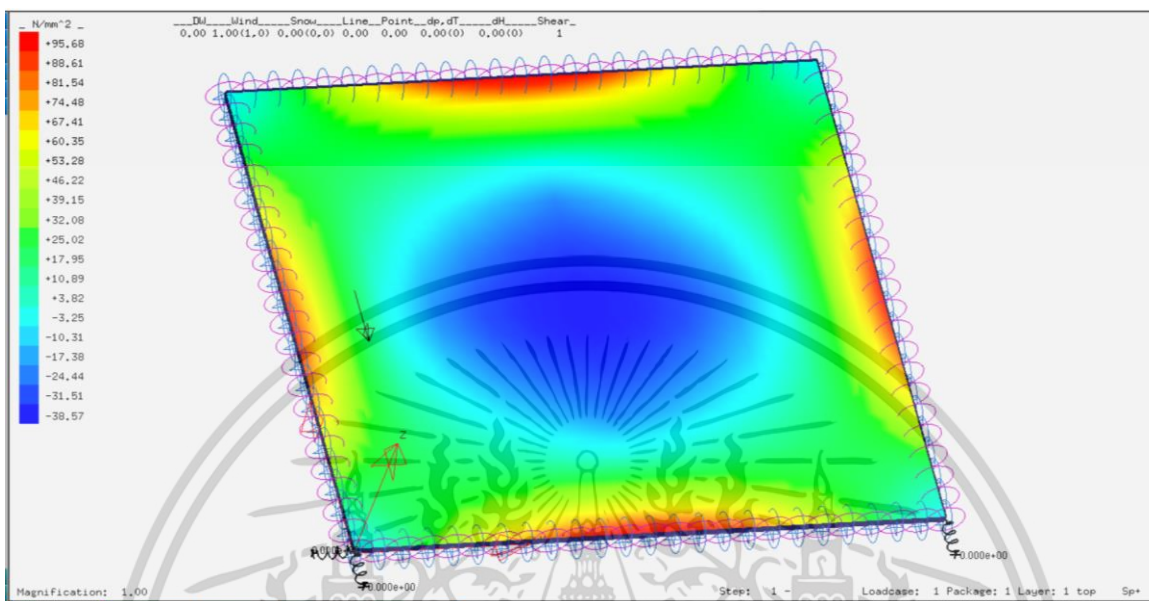 _ N/mm^2 _
+95.68
+88.61
+81.54
+74.48
+67.41
+60.35
+53.28
+46.22
+39.15
+32.08
+25.02
+17.95
+10.89
+3.82
-3.25
-10.31
-17.38
-24.44
-31.51
-38.57
___DW____Wind_____Snow____Line__Point__dp,dT_____dH____Shear_
0.00 1.00(1,0) 0.00(0,0) 0.00 0.00 0.00(0) 0.00(0) 1
z
0.000e+00
0.000e+00
Magnification: 1.00 Step: 1 - Loadcase: 1 Package: 1 Layer: 1 top Sp+